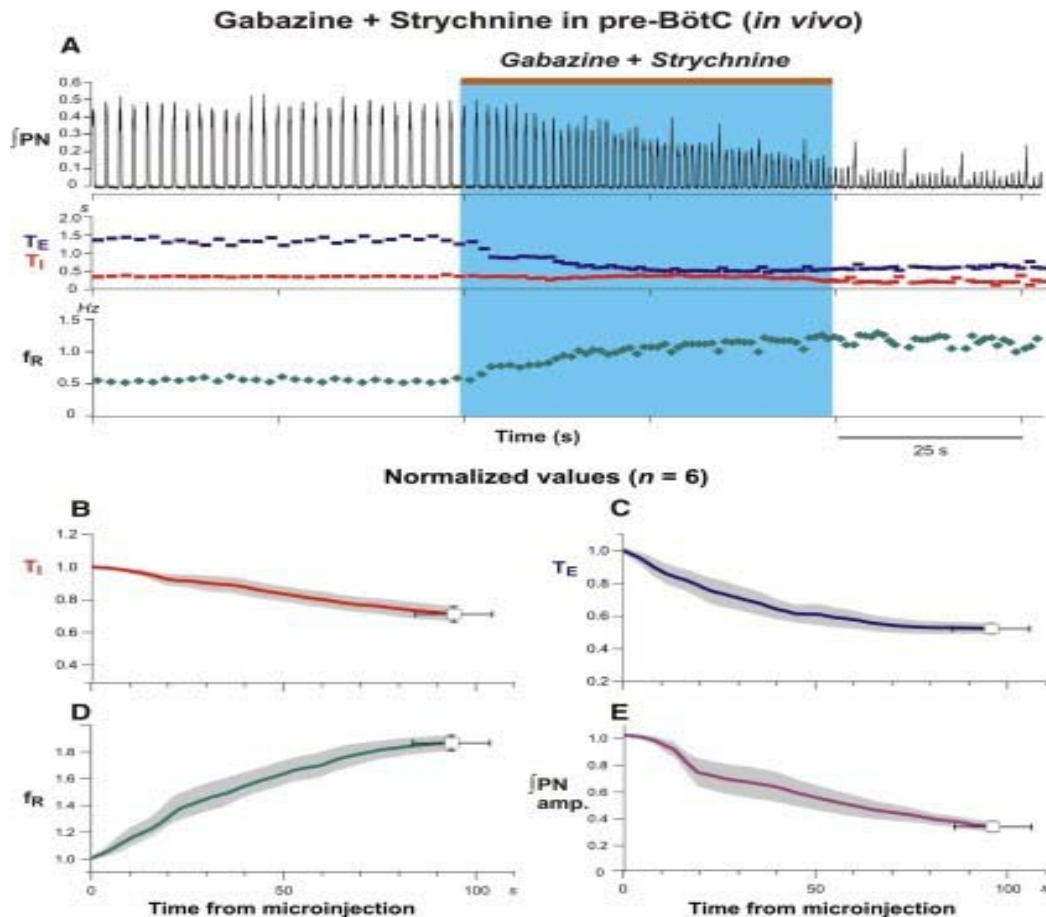 Gabazine + Strychnine in pre-BötC (in vivo)
A
Gabazine + Strychnine
0.6
0.5
0.4
0.3
0.2
0.1
0
∫PN
s
2.0
1.5
1.0
0.5
0
TE
TI
Hz
1.5
1.0
0.5
0
fR
Time (s)
25 s
Normalized values (n = 6)
B
1.2
1.0
0.8
0.6
0.4
TI
C
1.0
0.8
0.6
0.4
0.2
TE
D
1.8
1.6
1.4
1.2
1.0
fR
0
50
100
s
Time from microinjection
E
1.0
0.8
0.6
0.4
0
∫PN
amp.
0
50
100
Time from microinjection